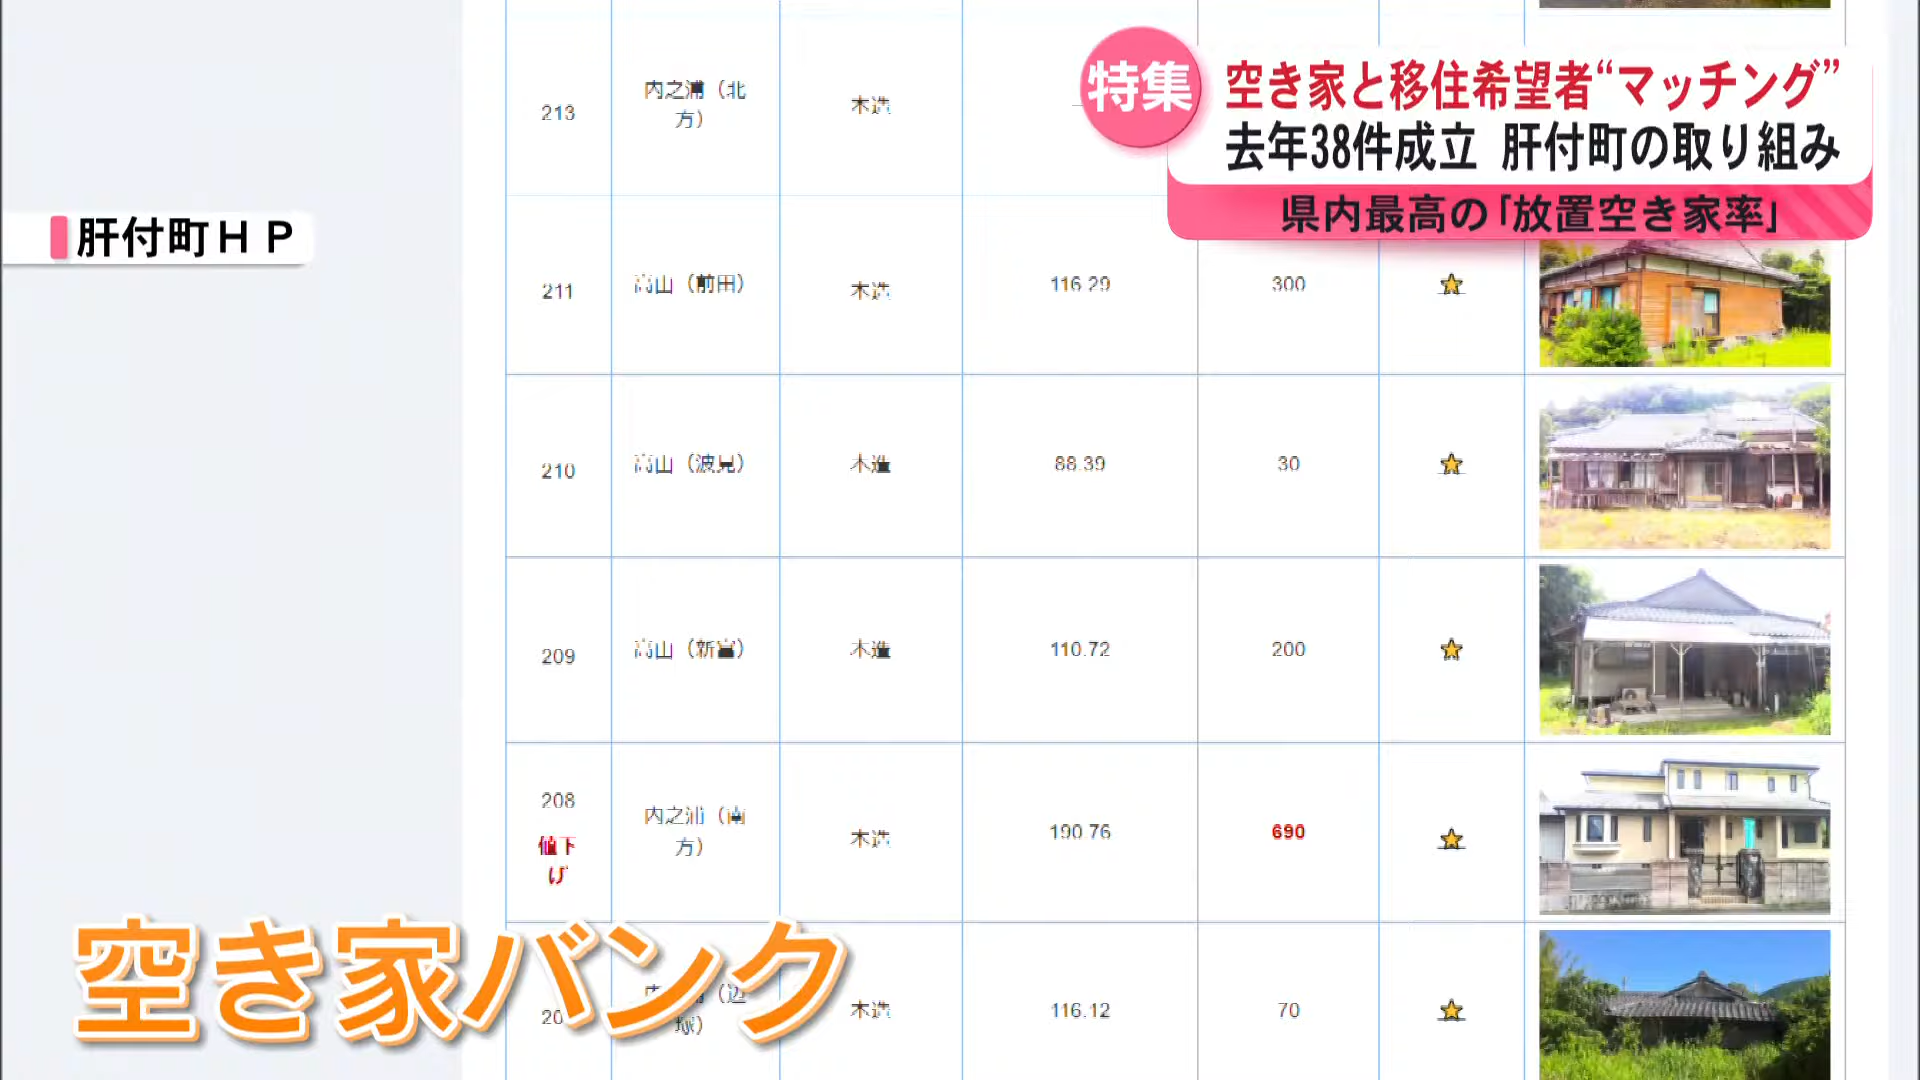 特集
空き家と移住希望者“マッチング”
去年38件成立 肝付町の取り組み
県内最高の「放置空き家率」
肝付町HP
213 内之浦（北方） 木造
211 高山（前田） 木造 116.29 300
210 高山（波見） 木造 88.39 30
209 高山（新富） 木造 110.72 200
208 値下げ 内之浦（南方） 木造 190.76 690
木造 116.12 70
空き家バンク